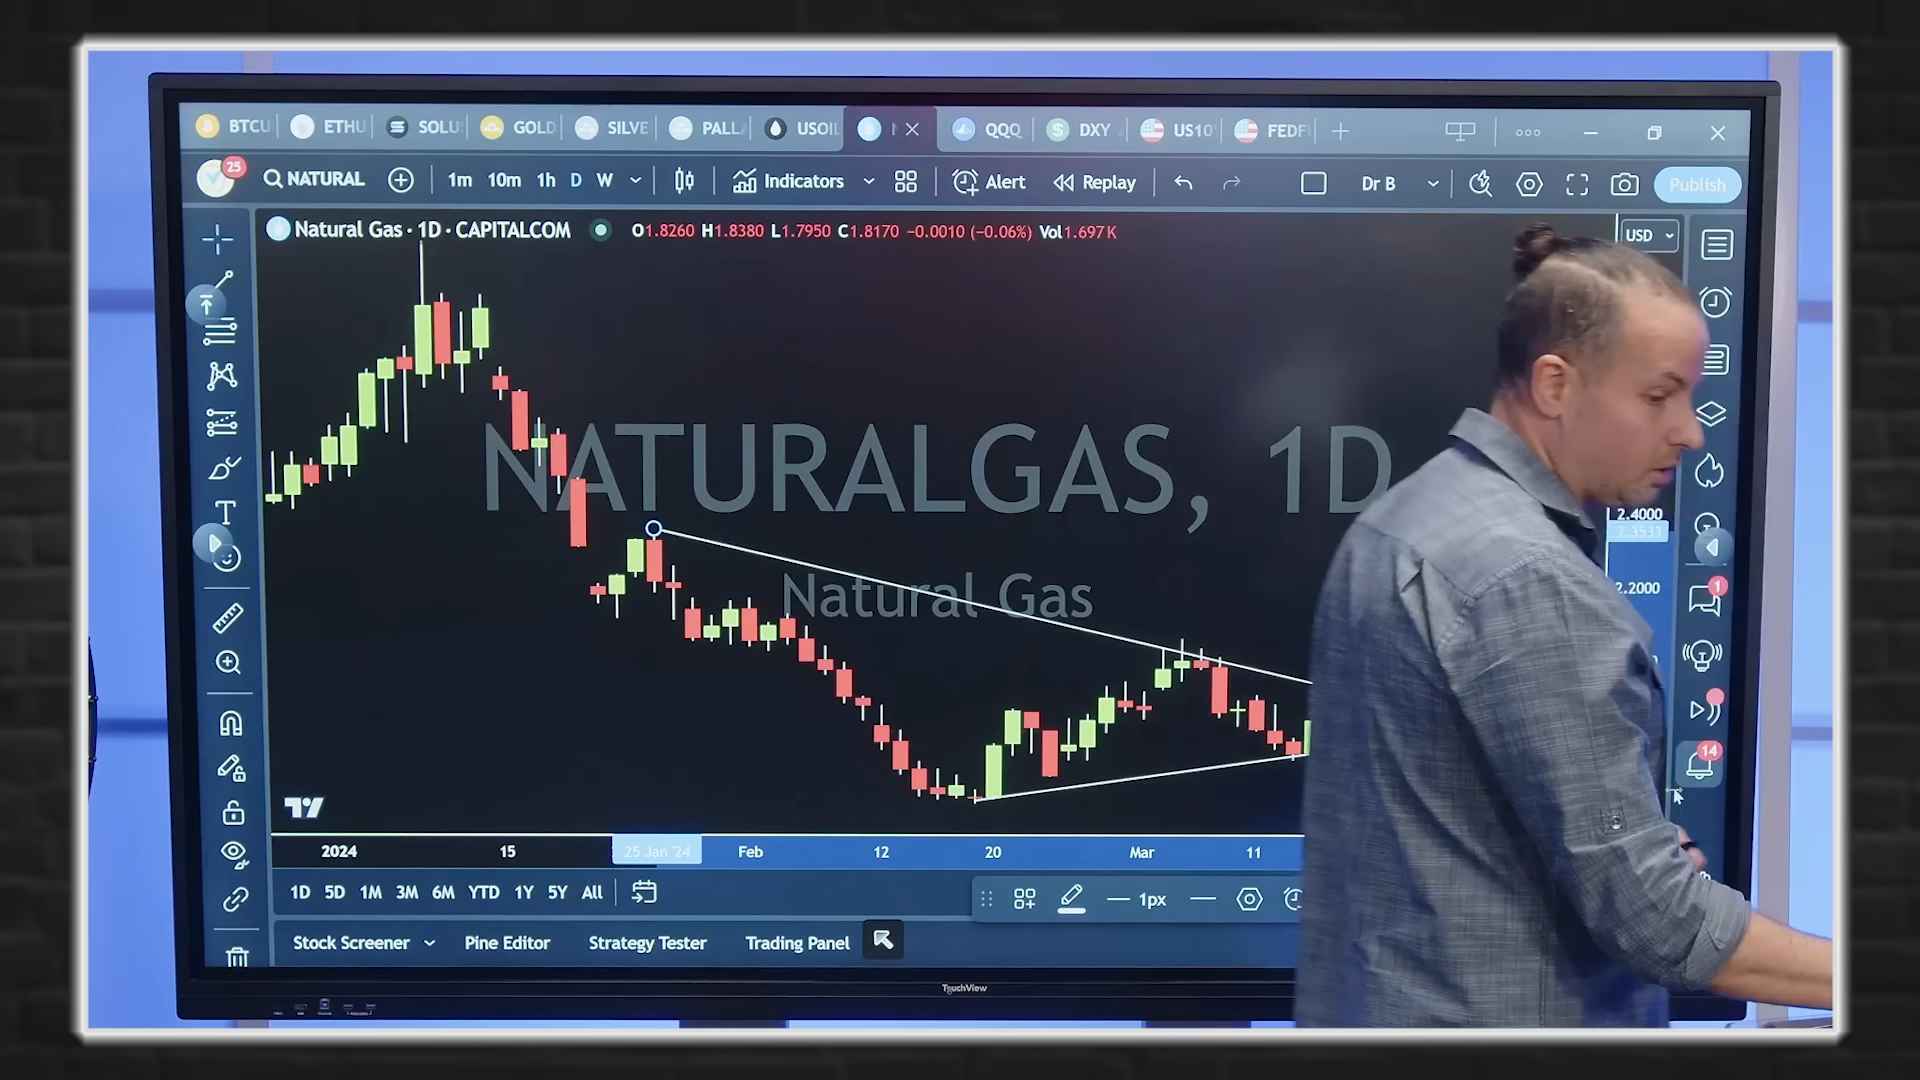 BTCU ETHU SOLU GOLD SILVE PALLA USOIL QQQ DXY US10 FEDF
25
NATURAL 1m 10m 1h D W Indicators Alert Replay Dr B Publish
Natural Gas · 1D · CAPITALCOM O1.8260 H1.8380 L1.7950 C1.8170 −0.0010 (−0.06%) Vol1.697K
USD
NATURALGAS, 1D
Natural Gas
2.4000
2.3533
2.2000
1
14
2024 15 25 Jan '24 Feb 12 20 Mar 11
1D 5D 1M 3M 6M YTD 1Y 5Y All
1px
Stock Screener Pine Editor Strategy Tester Trading Panel
TouchView